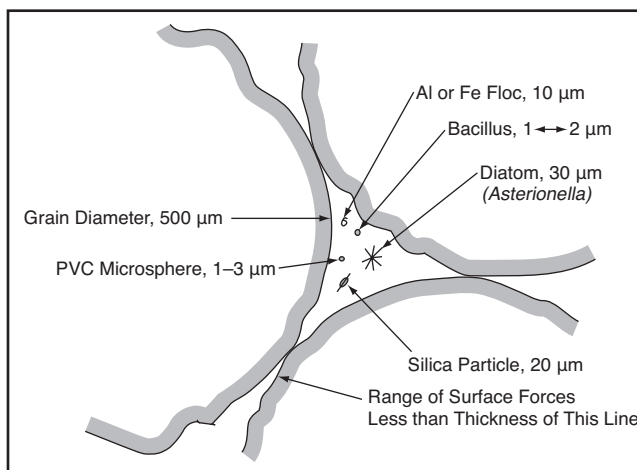 Al or Fe Floc, 10 µm
Bacillus, 1 ↔ 2 µm
Diatom, 30 µm
(Asterionella)
Grain Diameter, 500 µm
PVC Microsphere, 1–3 µm
Silica Particle, 20 µm
Range of Surface Forces
Less than Thickness of This Line